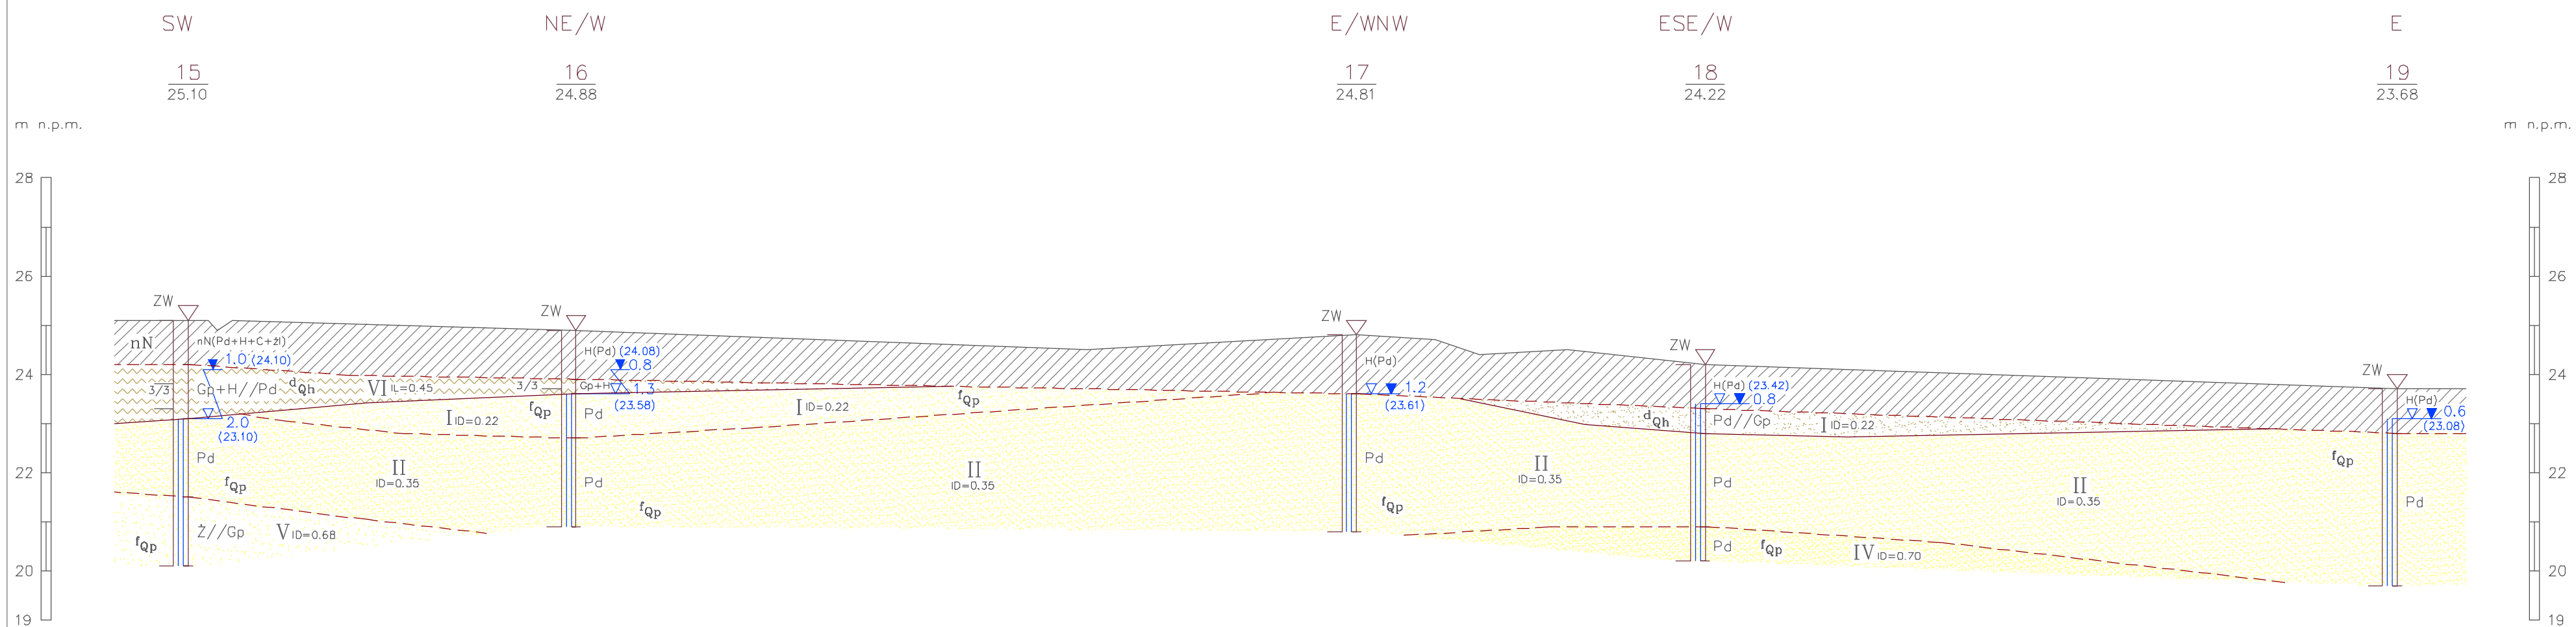 SW NE/W E/WNW ESE/W E
15 16 17 18 19
25.10 24.88 24.81 24.22 23.68
m n.p.m. m n.p.m.
28 28
26 26
ZW ZW ZW ZW ZW
nN nN(Pd+H+C+żl)
1.0 (24.10)
H(Pd) (24.08)
0.8
H(Pd)
24 24
3/3 Gp+H//Pd dQh VI IL=0.45 3/3 Gp+H 1.3
(23.58)
1.2
(23.61)
H(Pd) (23.42)
0.8
H(Pd) 0.6
(23.08)
2.0
(23.10)
I ID=0.22 fQp Pd I ID=0.22 fQp dQh Pd//Gp I ID=0.22
Pd II
ID=0.35
Pd II
ID=0.35
Pd II
ID=0.35
Pd II
ID=0.35
fQp Pd
22 22
fQp fQp fQp
Ż//Gp V ID=0.68
fQp
Pd fQp IV ID=0.70
20 20
19 19